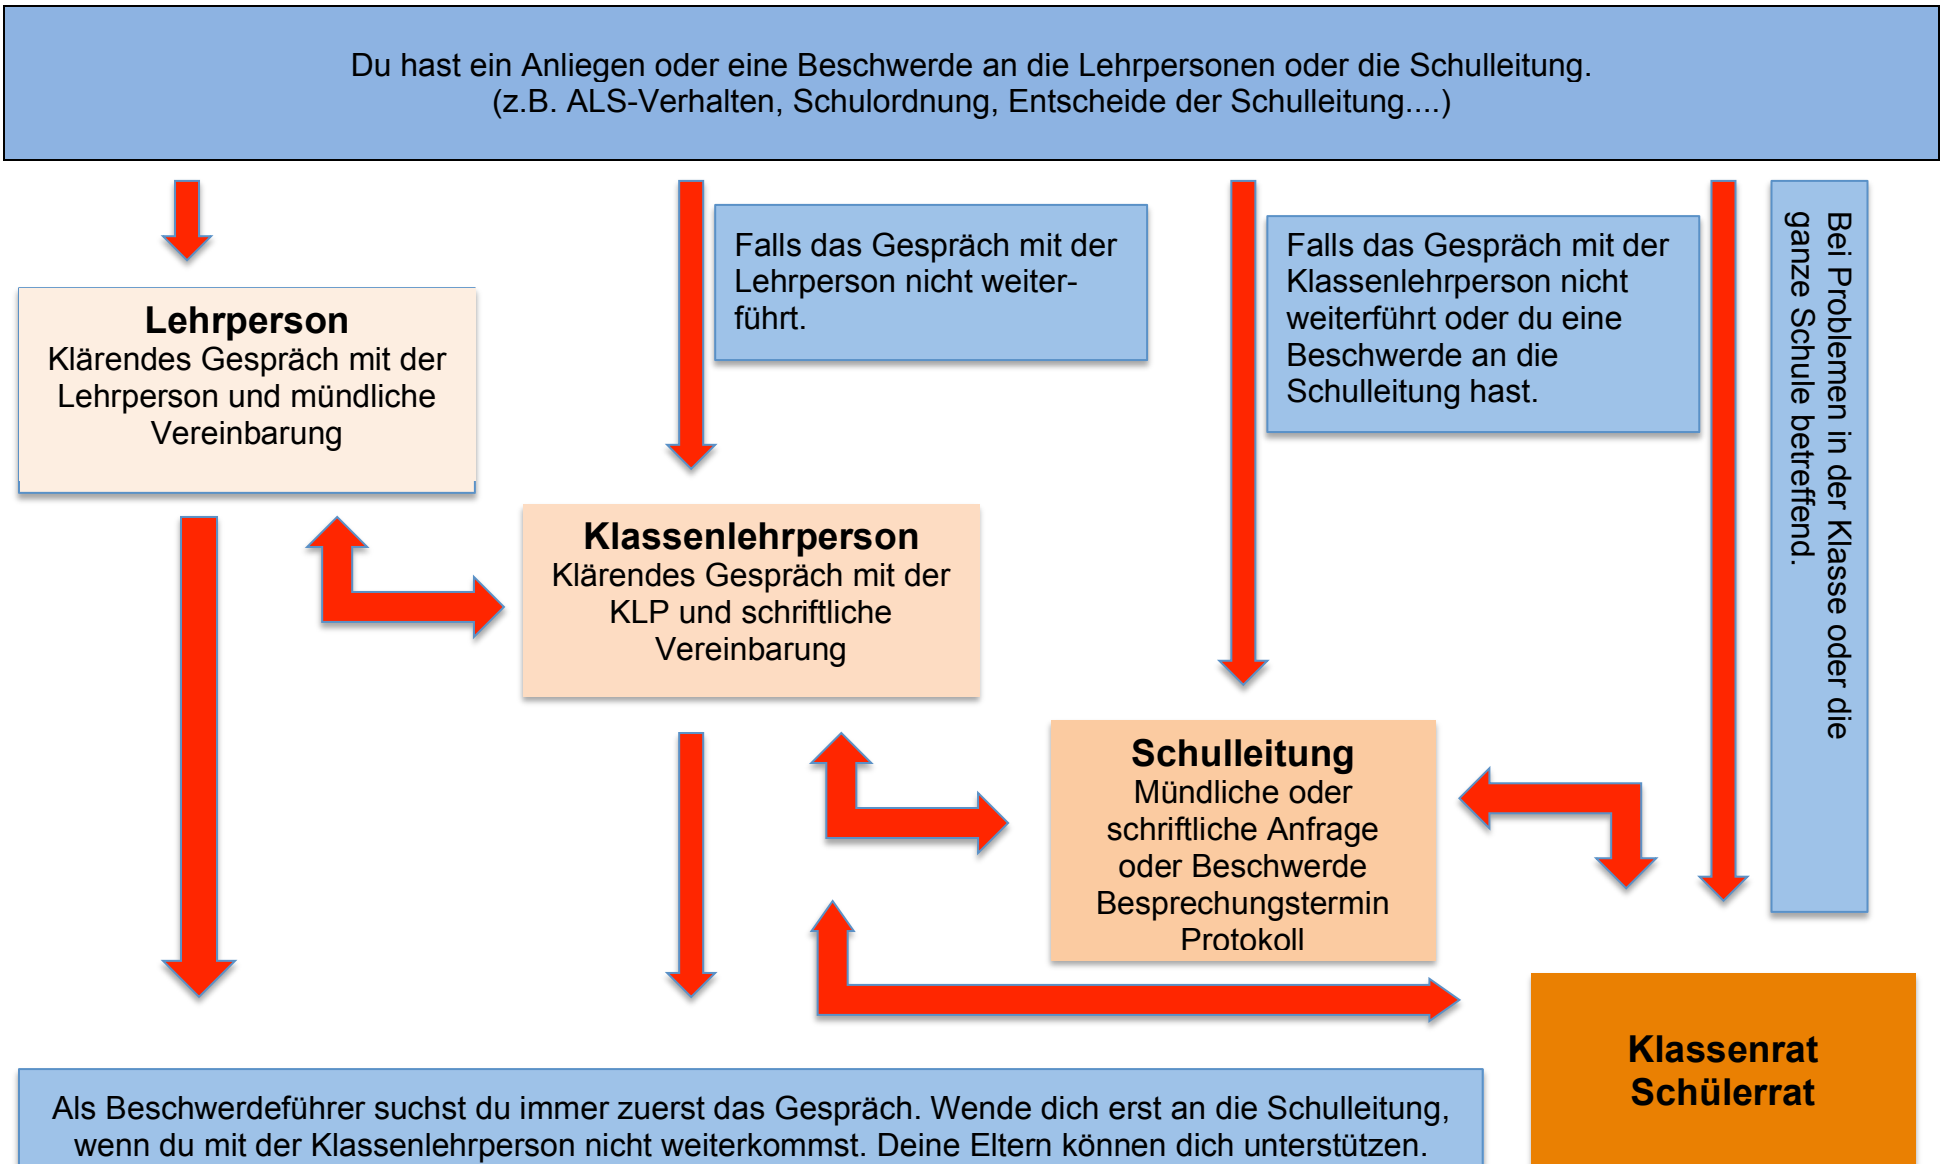 Du hast ein Anliegen oder eine Beschwerde an die Lehrpersonen oder die Schulleitung.
(z.B. ALS-Verhalten, Schulordnung, Entscheide der Schulleitung....)
Falls das Gespräch mit der
Lehrperson nicht weiter-
führt.
Falls das Gespräch mit der
Klassenlehrperson nicht
weiterführt oder du eine
Beschwerde an die
Schulleitung hast.
Bei Problemen in der Klasse oder die
ganze Schule betreffend.
Lehrperson
Klärendes Gespräch mit der
Lehrperson und mündliche
Vereinbarung
Klassenlehrperson
Klärendes Gespräch mit der
KLP und schriftliche
Vereinbarung
Schulleitung
Mündliche oder
schriftliche Anfrage
oder Beschwerde
Besprechungstermin
Protokoll
Klassenrat
Schülerrat
Als Beschwerdeführer suchst du immer zuerst das Gespräch. Wende dich erst an die Schulleitung,
wenn du mit der Klassenlehrperson nicht weiterkommst. Deine Eltern können dich unterstützen.